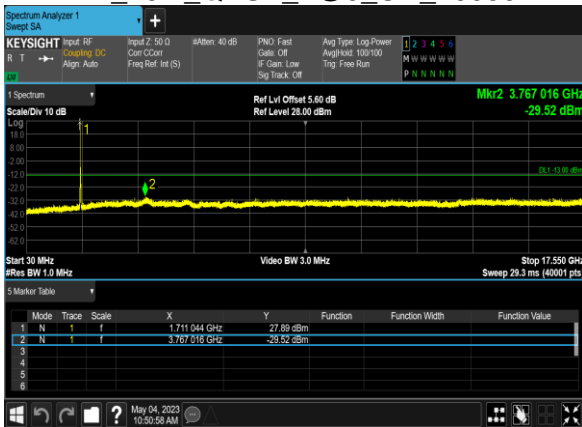 Spectrum Analyzer 1
Swept SA
KEYSIGHT Input: RF Input Z: 50 Ω #Atten: 40 dB PNO: Fast Avg Type: Log-Power 1 2 3 4 5 6
R T Coupling: DC Corr CCorr Gate: Off Avg|Hold: 100/100 M W W W W W
Align: Auto Freq Ref: Int (S) IF Gain: Low Trig: Free Run
LU Sig Track: Off P N N N N N
1 Spectrum Ref Lvl Offset 5.60 dB Mkr2 3.767 016 GHz
Scale/Div 10 dB Ref Level 28.00 dBm -29.52 dBm
Log
18.0 1
8.00
-2.00
-12.0 DL1 -13.00 dBm
-22.0 2
-32.0
-42.0
-52.0
-62.0
Start 30 MHz Video BW 3.0 MHz Stop 17.550 GHz
#Res BW 1.0 MHz Sweep 29.3 ms (40001 pts
5 Marker Table
Mode Trace Scale X Y Function Function Width Function Value
1 N 1 f 1.711 044 GHz 27.89 dBm
2 N 1 f 3.767 016 GHz -29.52 dBm
3
4
5
6
? May 04, 2023
10:50:58 AM